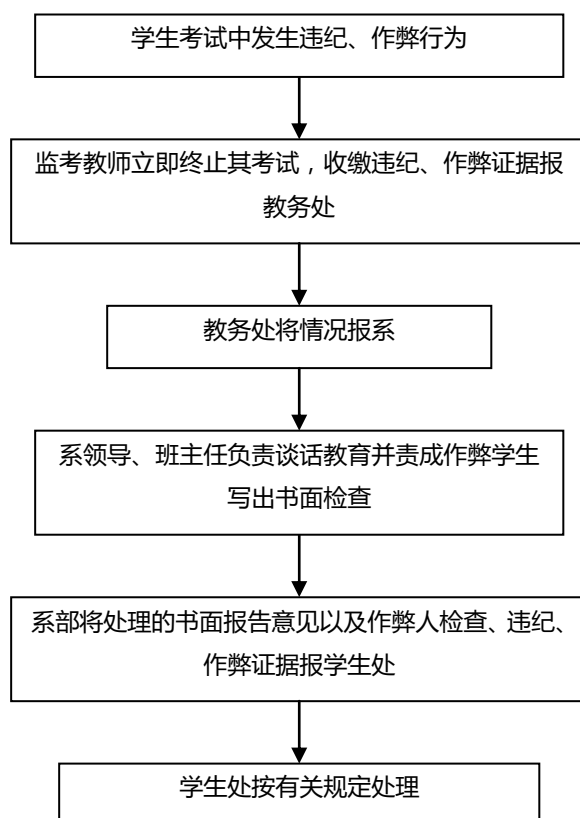 学生考试中发生违纪、作弊行为
监考教师立即终止其考试，收缴违纪、作弊证据报
教务处
教务处将情况报系
系领导、班主任负责谈话教育并责成作弊学生
写出书面检查
系部将处理的书面报告意见以及作弊人检查、违纪、
作弊证据报学生处
学生处按有关规定处理